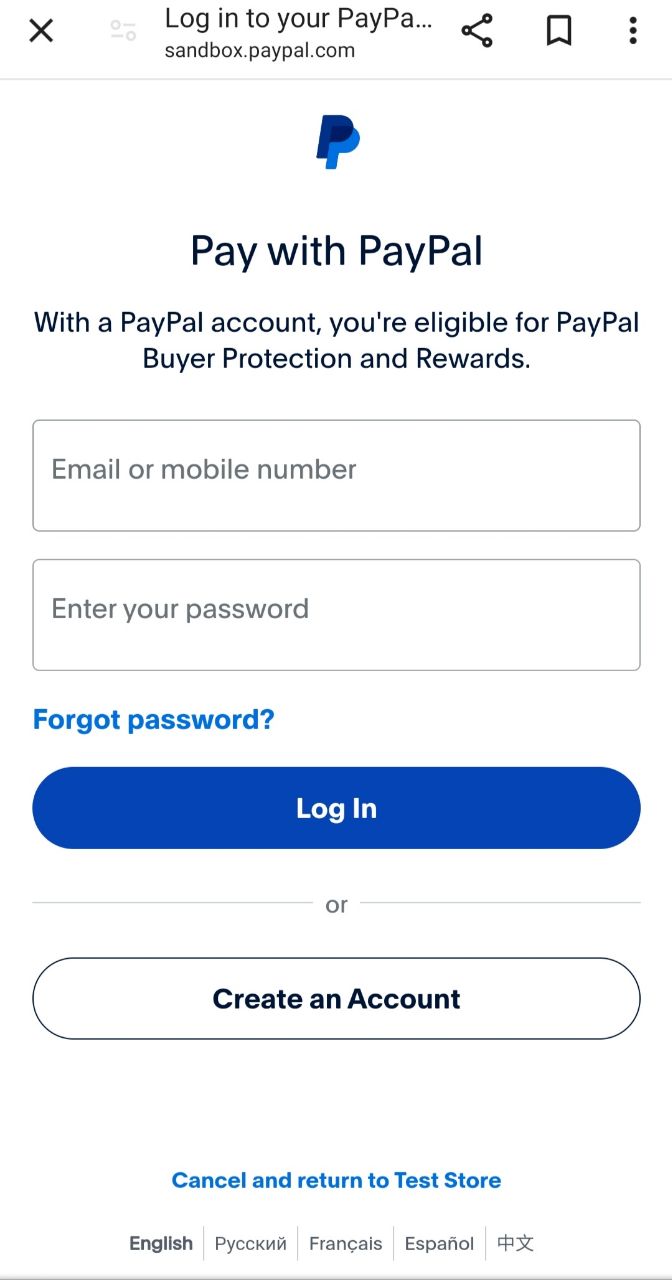 Log in to your PayPa...
sandbox.paypal.com
Pay with PayPal
With a PayPal account, you're eligible for PayPal
Buyer Protection and Rewards.
Email or mobile number
Enter your password
Forgot password?
Log In
or
Create an Account
Cancel and return to Test Store
English Русский Français Español 中文